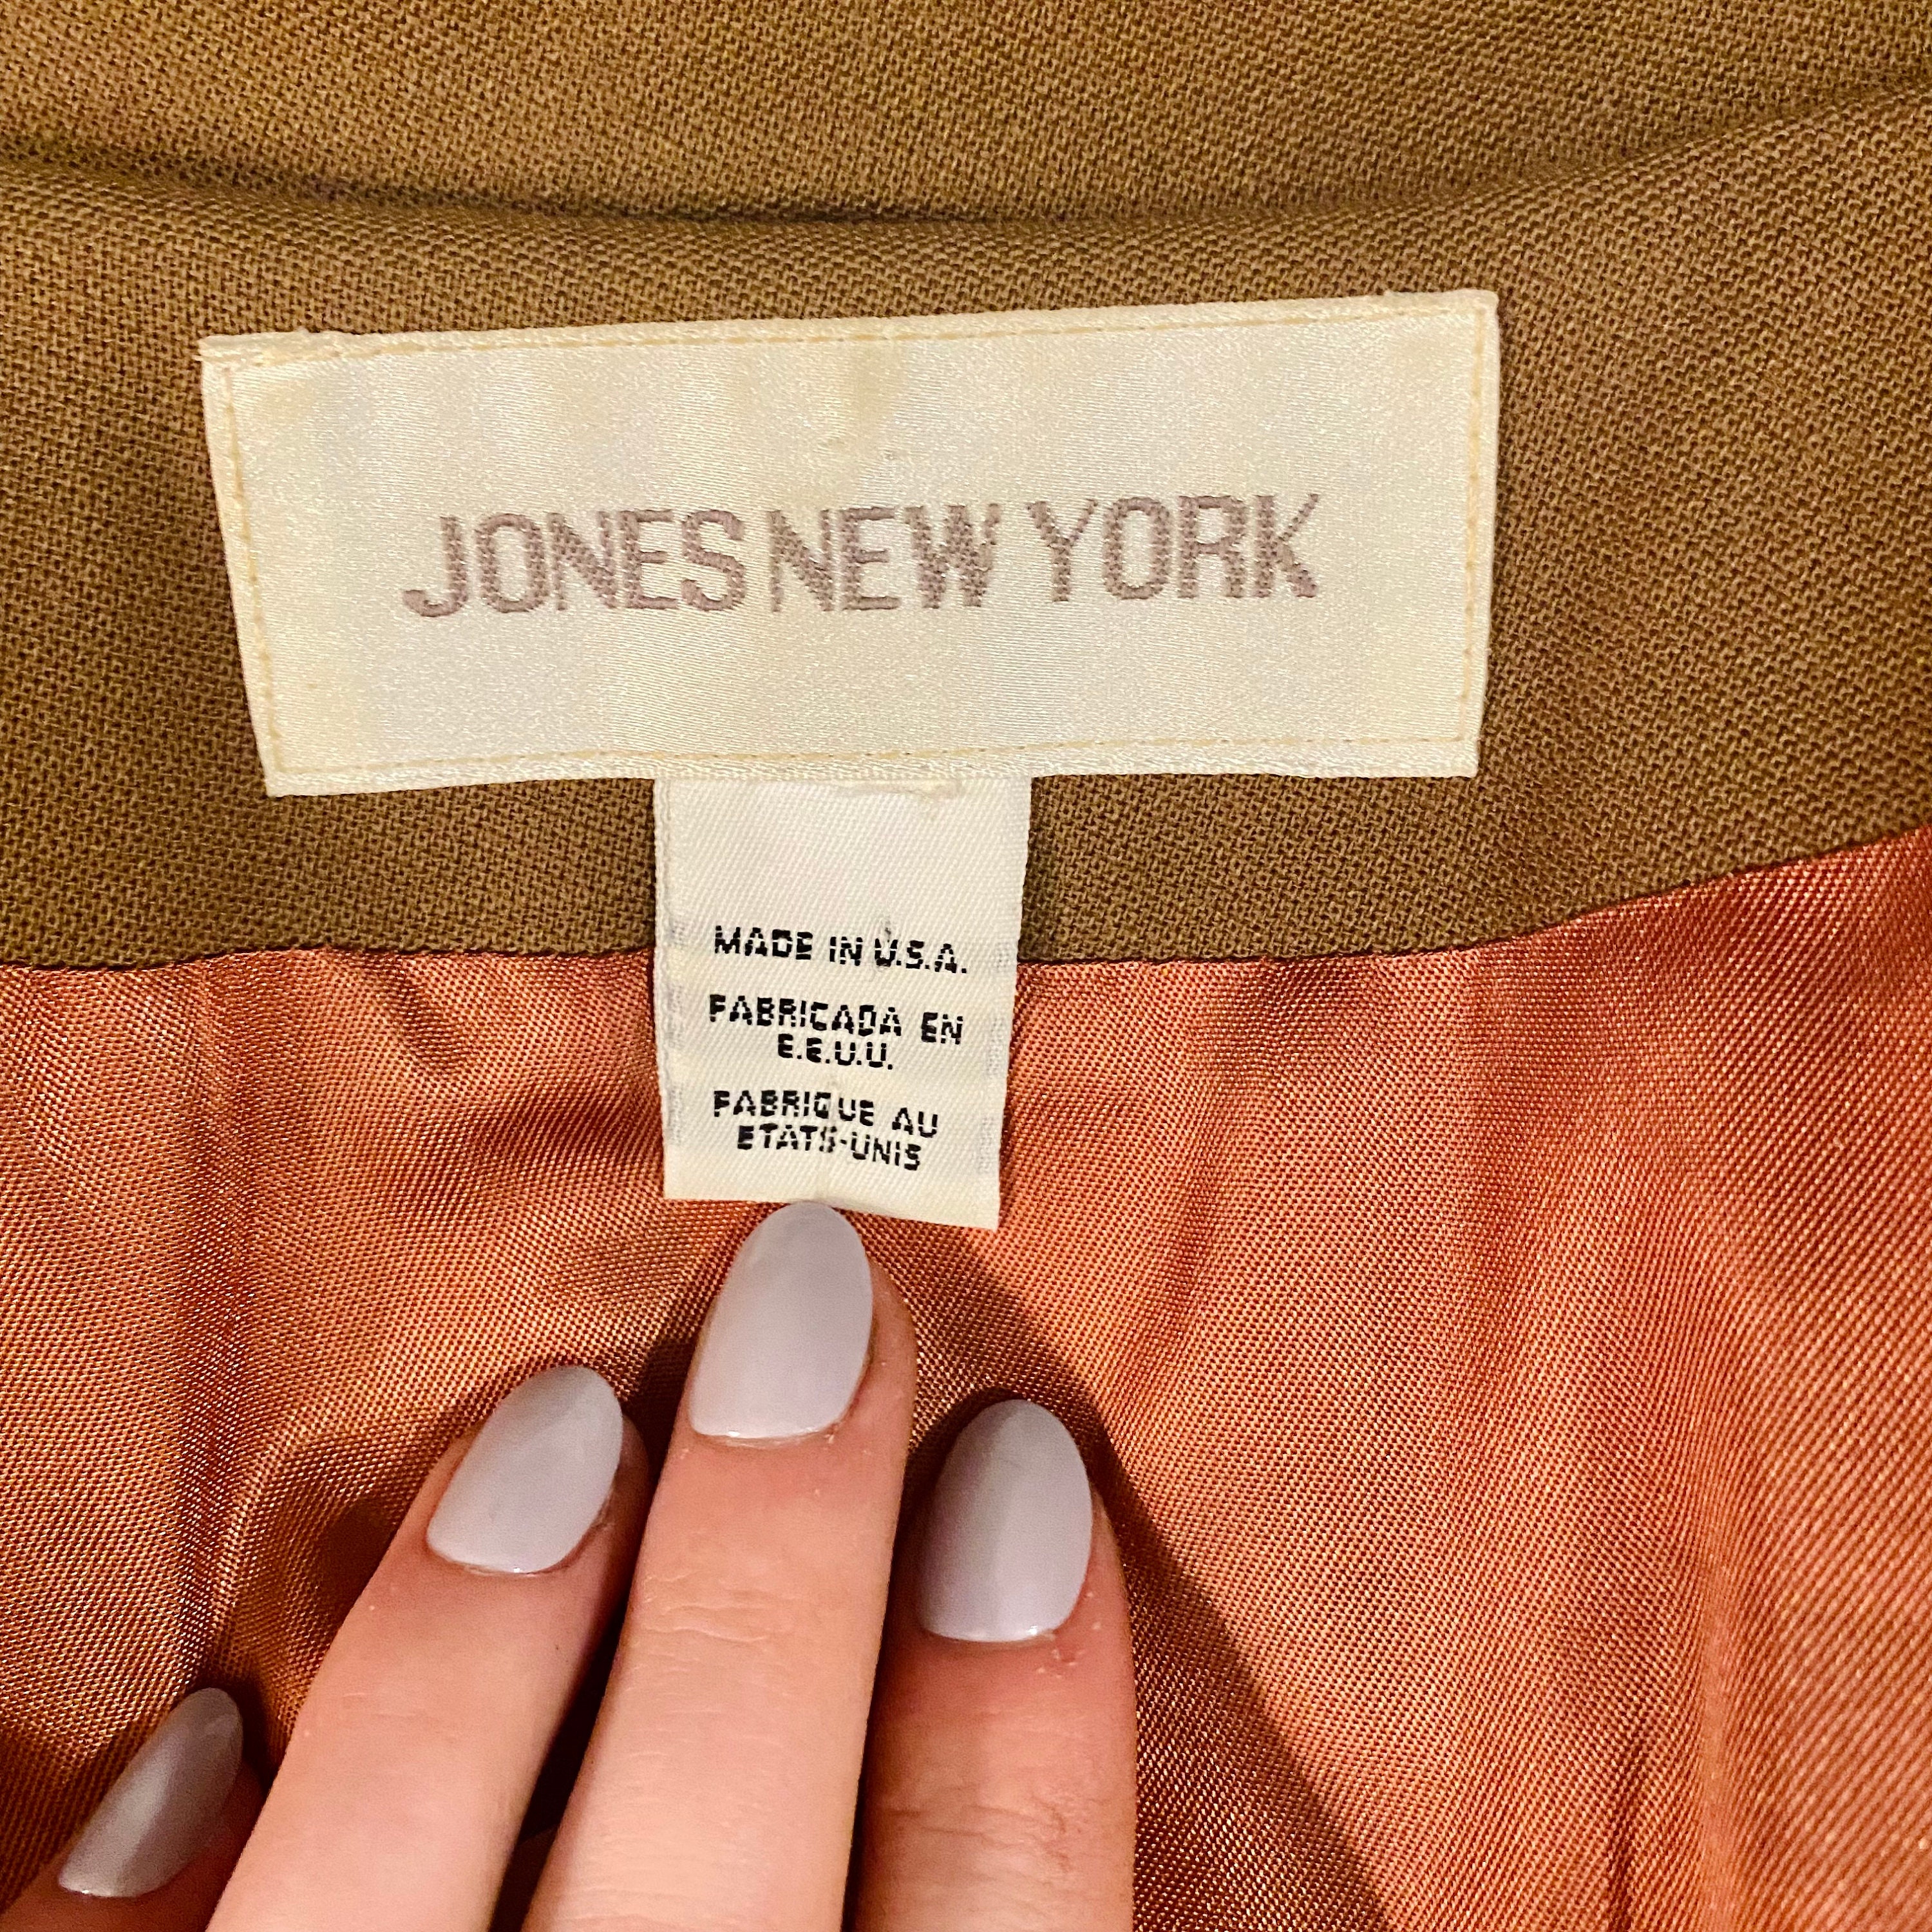 JONES NEW YORK
MADE IN U.S.A.
FABRICADA EN
E.E.U.U.
FABRIQUE AU
ETATS-UNIS